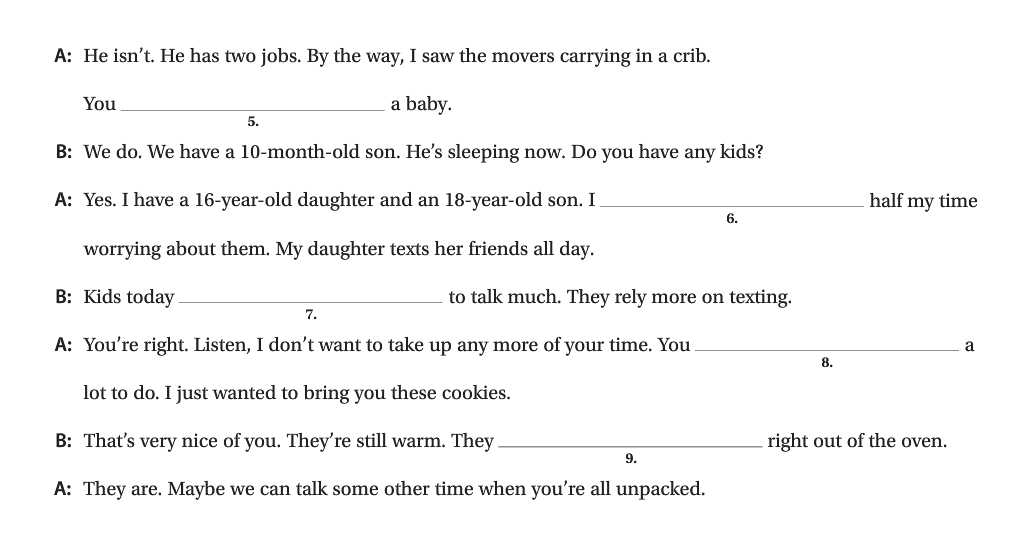 A: He isn’t. He has two jobs. By the way, I saw the movers carrying in a crib.
You ______ a baby.
5.
B: We do. We have a 10-month-old son. He’s sleeping now. Do you have any kids?
A: Yes. I have a 16-year-old daughter and an 18-year-old son. I ______ half my time
6.
worrying about them. My daughter texts her friends all day.
B: Kids today ______ to talk much. They rely more on texting.
7.
A: You’re right. Listen, I don’t want to take up any more of your time. You ______ a
8.
lot to do. I just wanted to bring you these cookies.
B: That’s very nice of you. They’re still warm. They ______ right out of the oven.
9.
A: They are. Maybe we can talk some other time when you’re all unpacked.